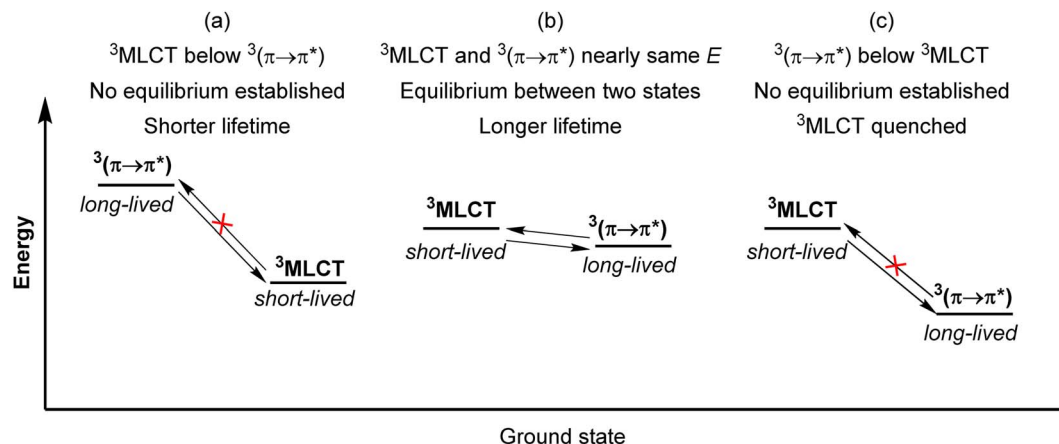 (a)
³MLCT below ³(π→π*)
No equilibrium established
Shorter lifetime
³(π→π*)
long-lived
³MLCT
short-lived
(b)
³MLCT and ³(π→π*) nearly same E
Equilibrium between two states
Longer lifetime
³MLCT
short-lived
³(π→π*)
long-lived
(c)
³(π→π*) below ³MLCT
No equilibrium established
³MLCT quenched
³MLCT
short-lived
³(π→π*)
long-lived
Energy
Ground state